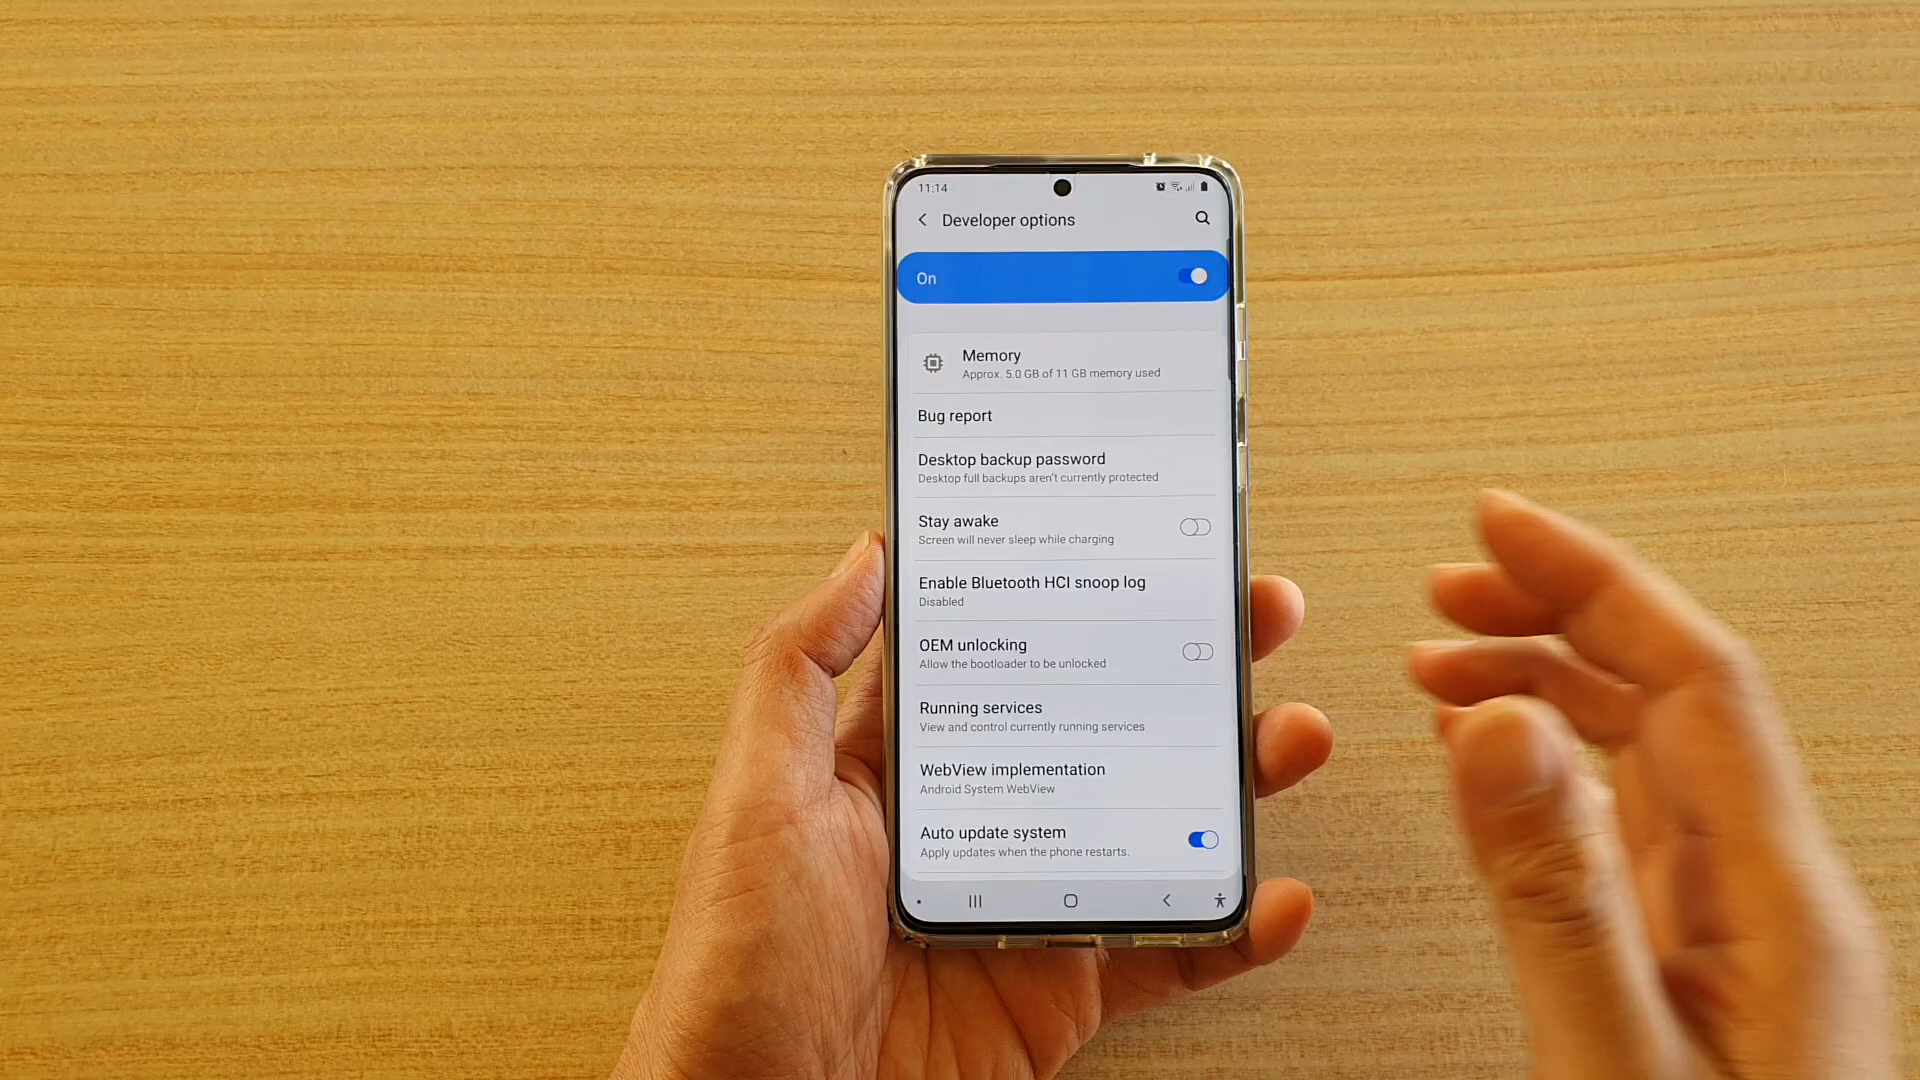 11:14
Developer options
On
Memory
Approx. 5.0 GB of 11 GB memory used
Bug report
Desktop backup password
Desktop full backups aren't currently protected
Stay awake
Screen will never sleep while charging
Enable Bluetooth HCI snoop log
Disabled
OEM unlocking
Allow the bootloader to be unlocked
Running services
View and control currently running services
WebView implementation
Android System WebView
Auto update system
Apply updates when the phone restarts.